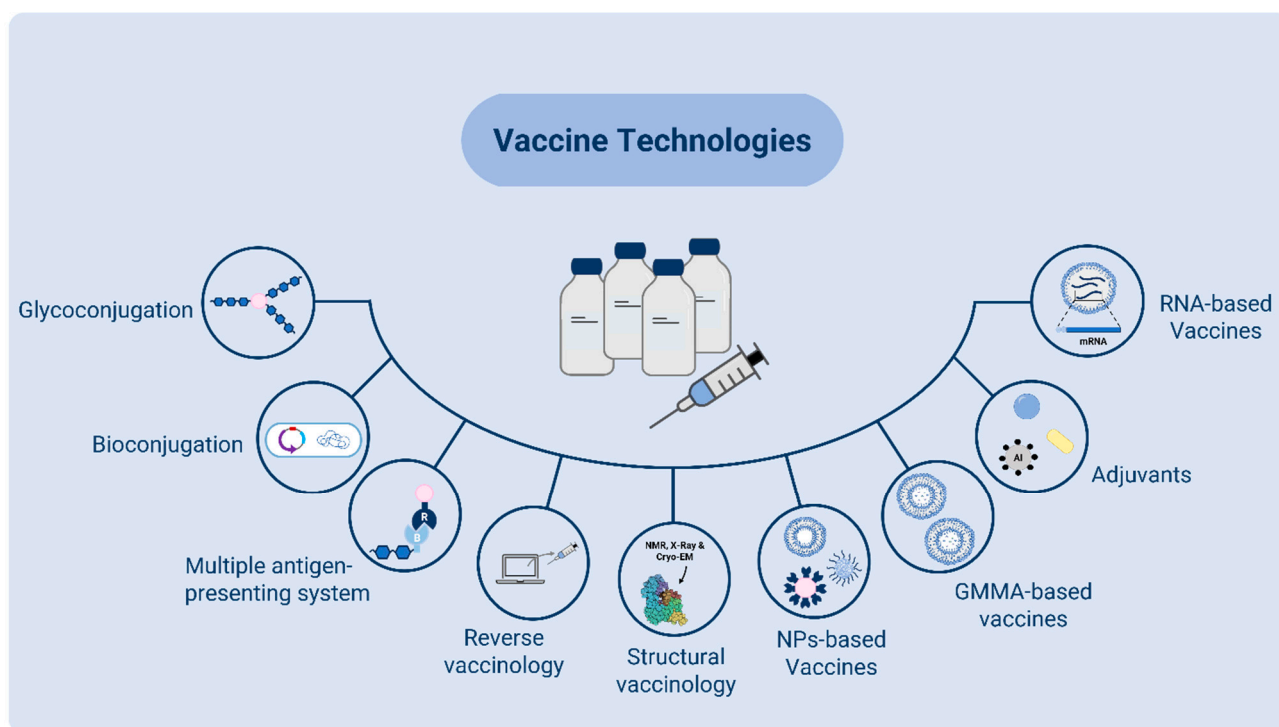 Vaccine Technologies
Glycoconjugation
Bioconjugation
Multiple antigen-
presenting system
R
B
Reverse
vaccinology
NMR, X-Ray &
Cryo-EM
Structural
vaccinology
NPs-based
Vaccines
GMMA-based
vaccines
Al
Adjuvants
mRNA
RNA-based
Vaccines